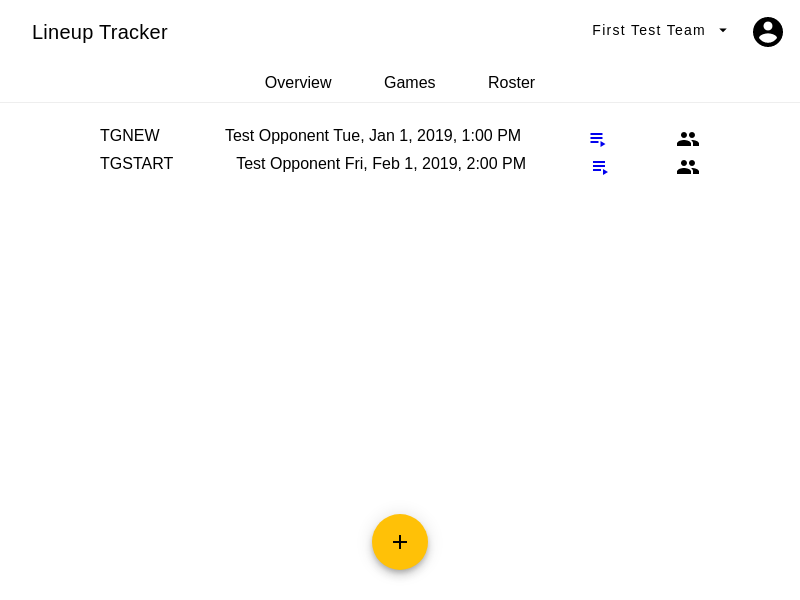 Lineup Tracker First Test Team
Overview Games Roster
TGNEW Test Opponent Tue, Jan 1, 2019, 1:00 PM
TGSTART Test Opponent Fri, Feb 1, 2019, 2:00 PM